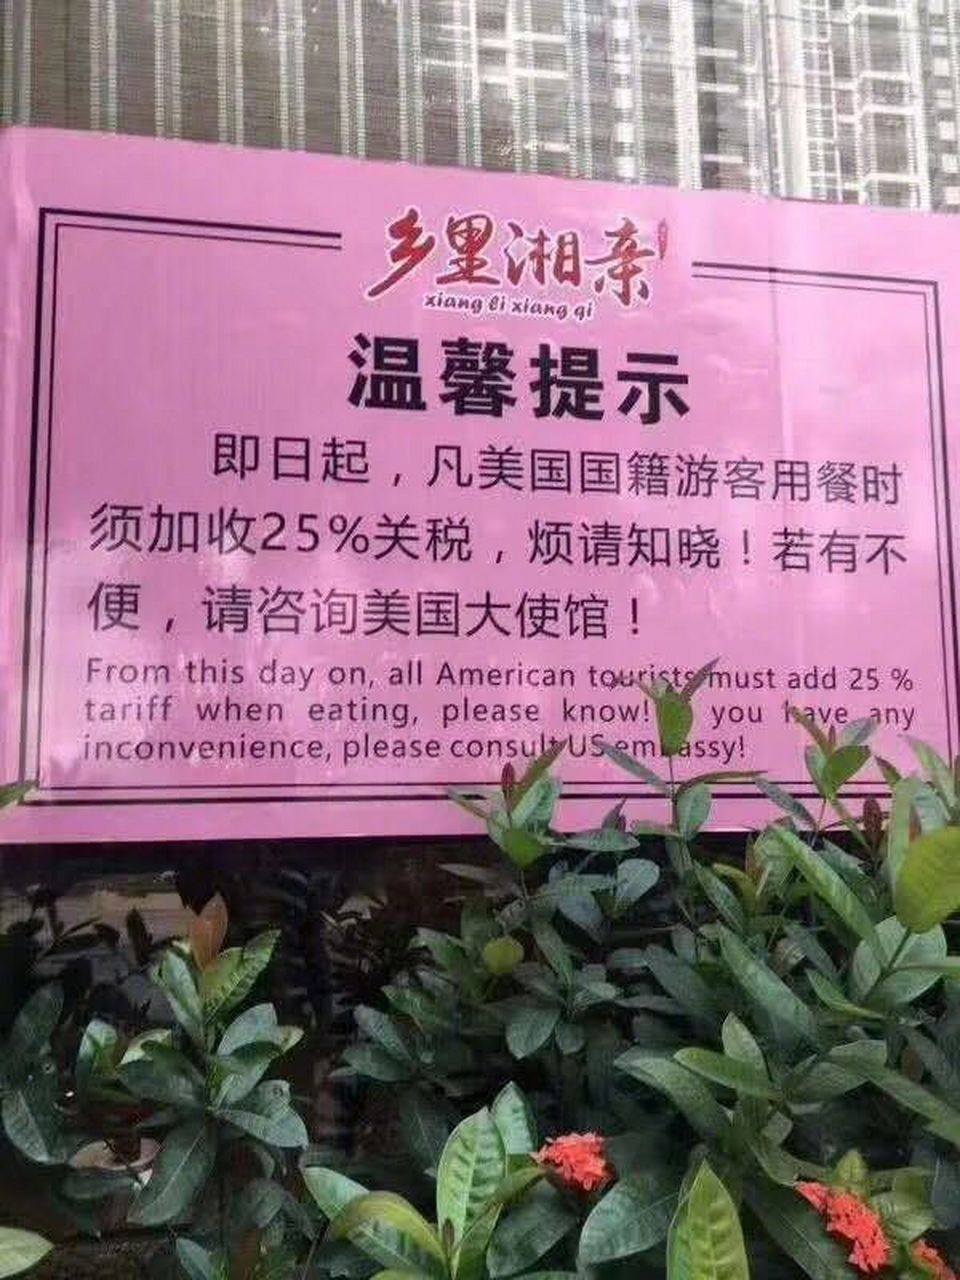 乡里湘亲
xiang li xiang qi
温馨提示
即日起，凡美国国籍游客用餐时
须加收25%关税，烦请知晓！若有不
便，请咨询美国大使馆！
From this day on, all American tourists must add 25 %
tariff when eating, please know! you have any
inconvenience, please consult US embassy!